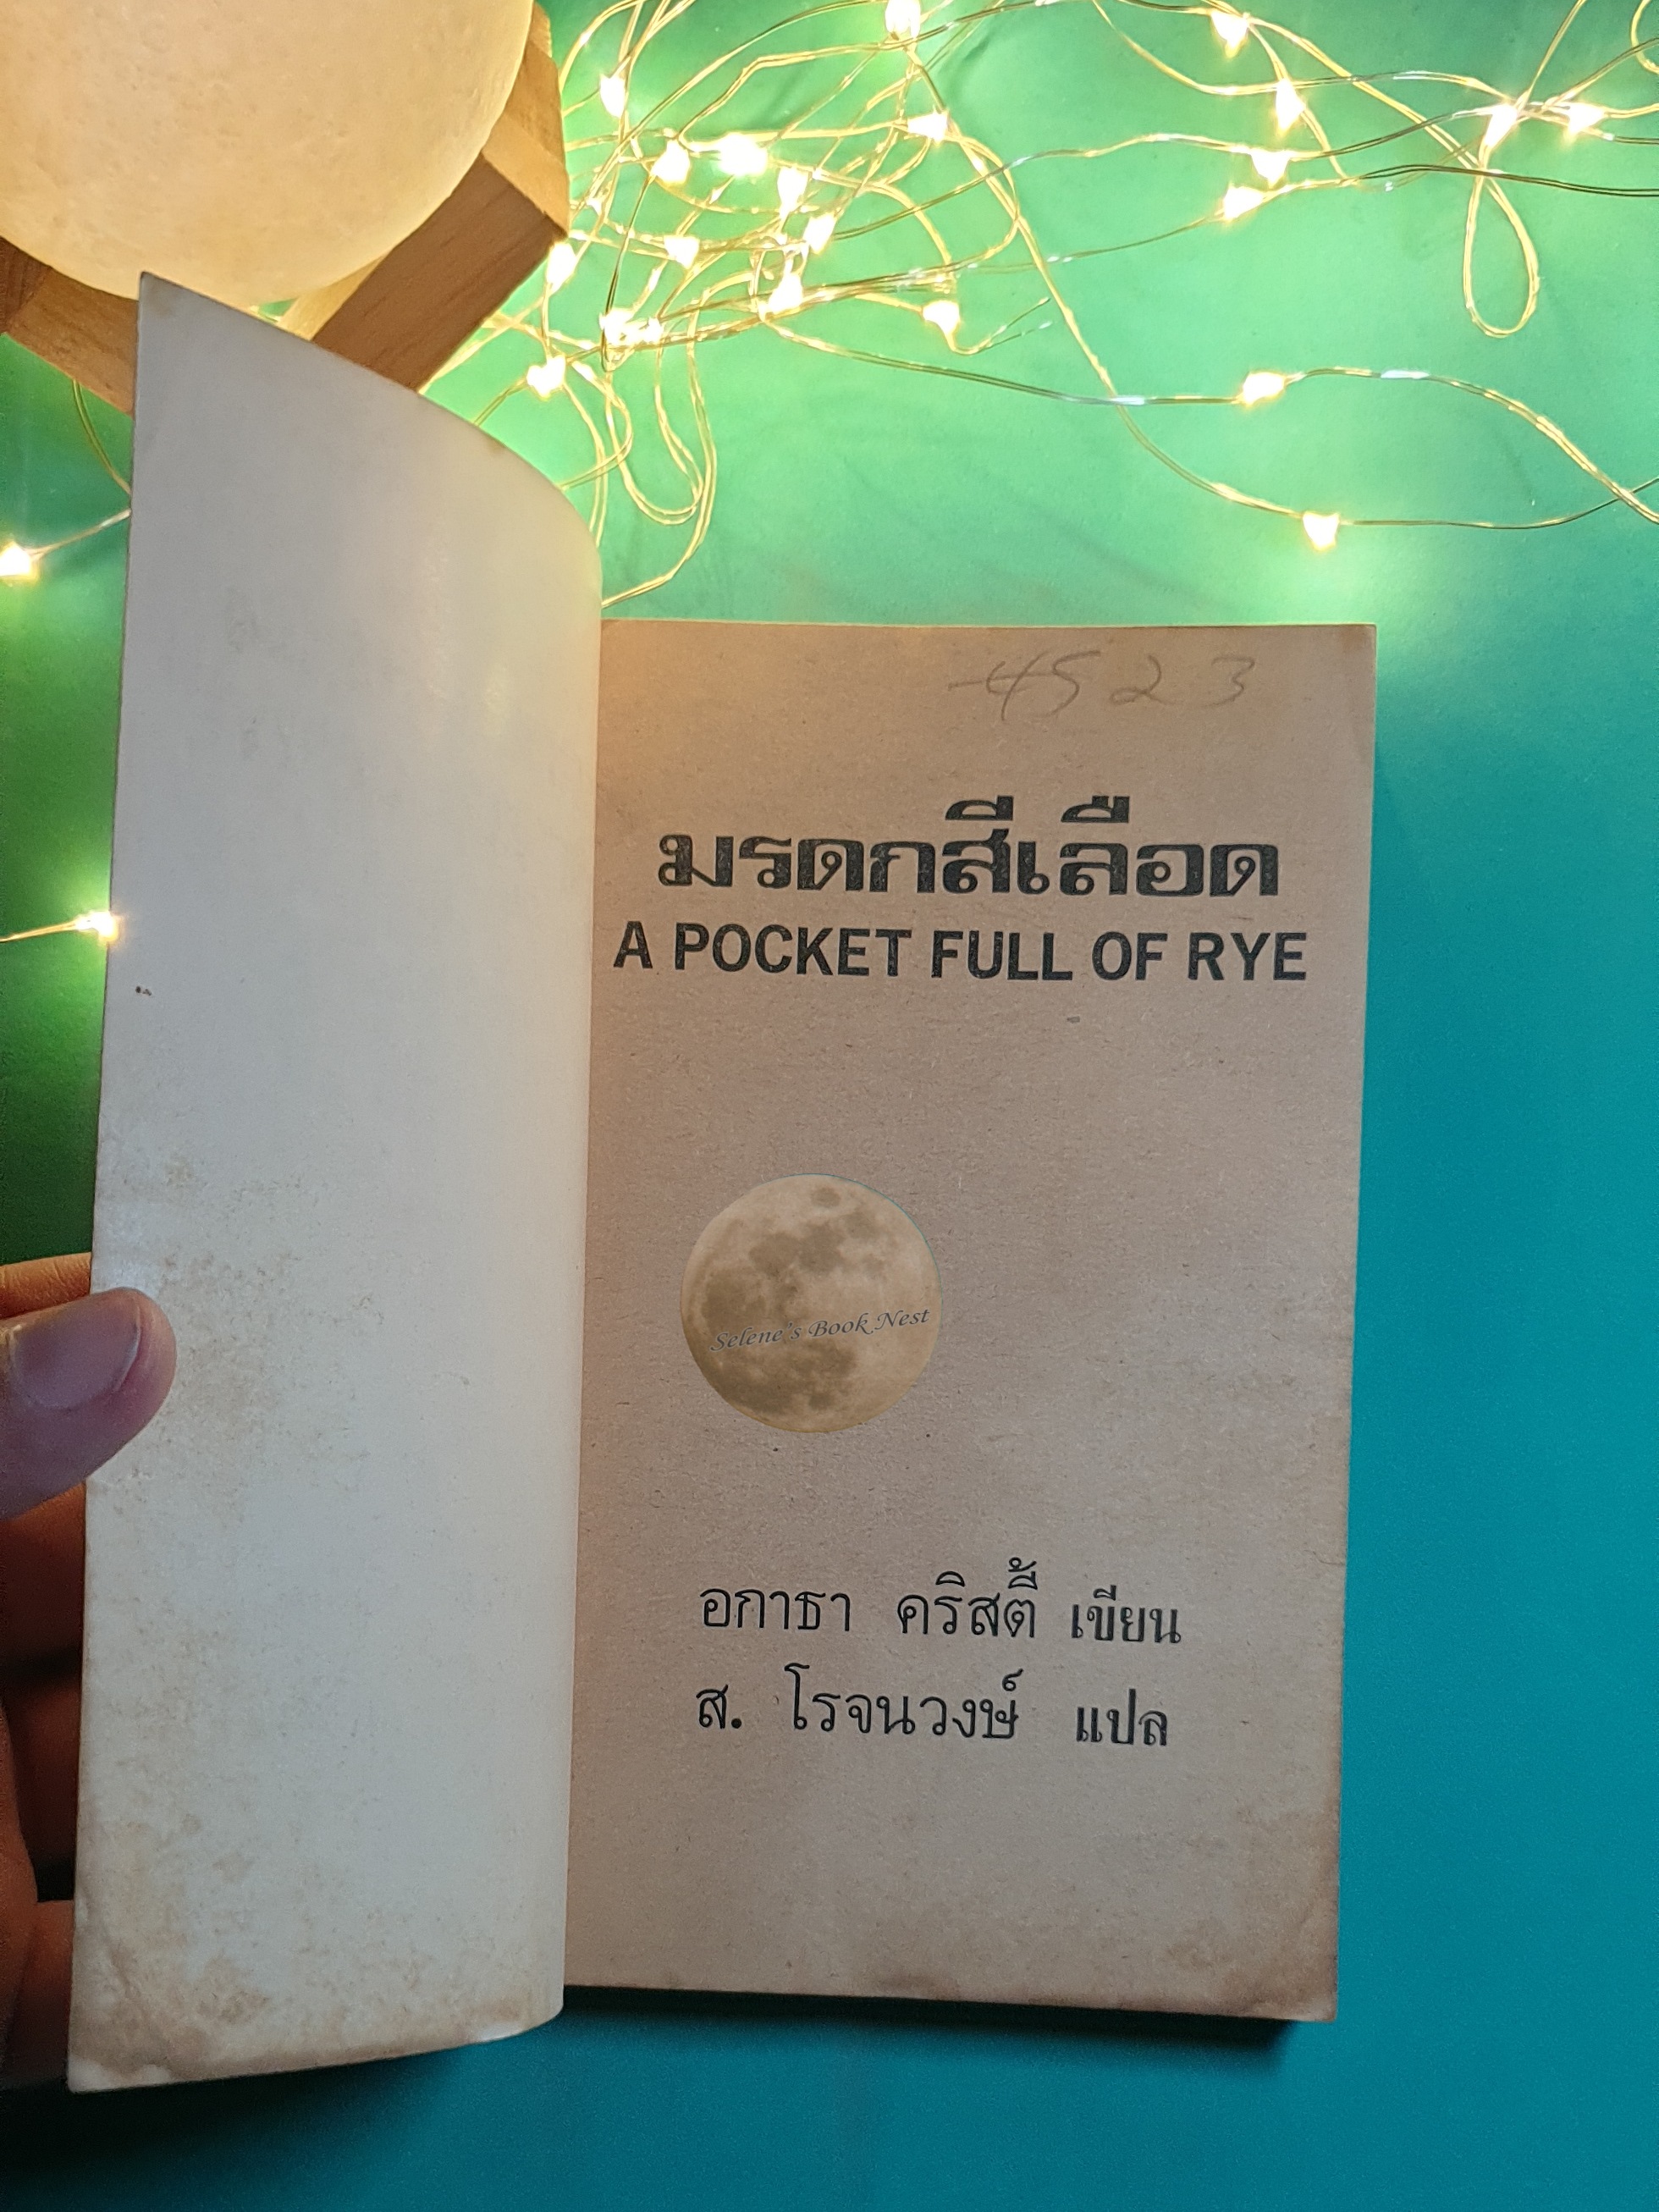 4523
มรดกสีเลือด
A POCKET FULL OF RYE
Selene's Book Nest
อกาธา คริสตี้ เขียน
ส. โรจนวงษ์ แปล